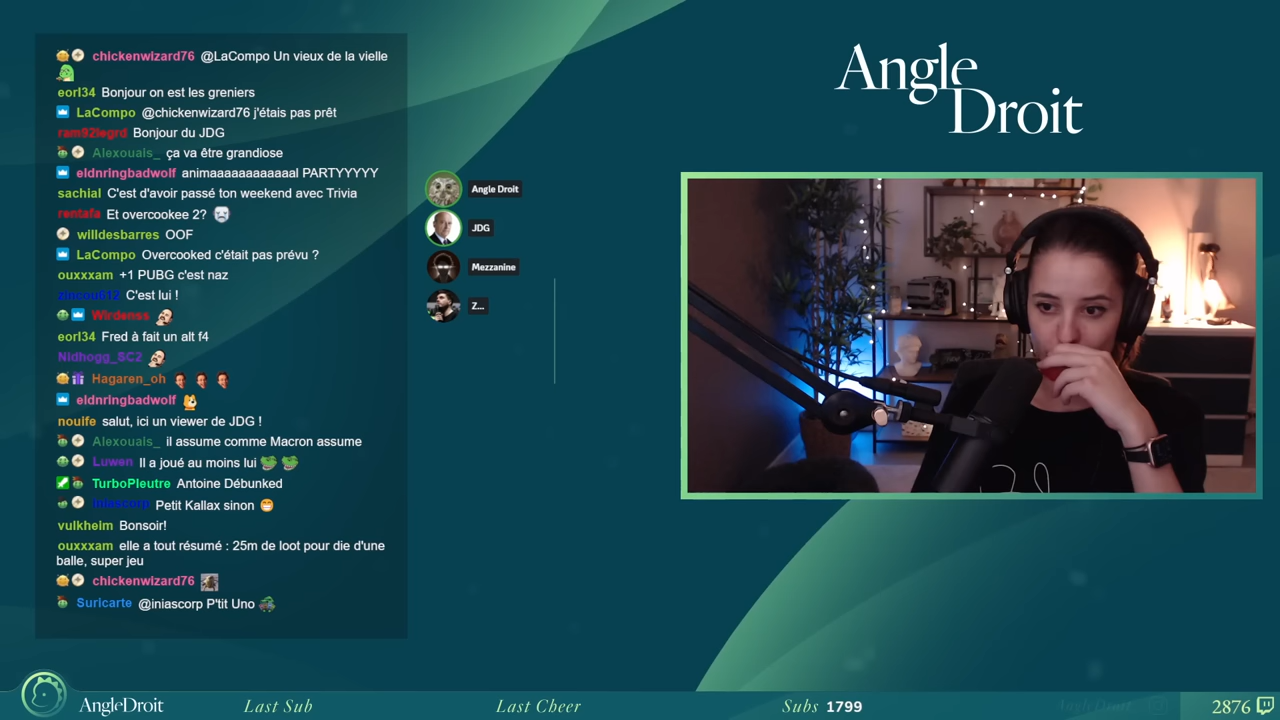 chickenwizard76 @LaCompo Un vieux de la vielle
eorl34 Bonjour on est les greniers
LaCompo @chickenwizard76 j'étais pas prêt
ram92legrd Bonjour du JDG
Alexouals_ ça va être grandiose
eldnringbadwolf animaaaaaaaaaaaal PARTYYYYY
sachial C'est d'avoir passé ton weekend avec Trivia
rentafa Et overcookee 2?
willdesbarres OOF
LaCompo Overcooked c'était pas prévu ?
ouxxxam +1 PUBG c'est naz
zincou612 C'est lui !
Wirdenss
eorl34 Fred à fait un alt f4
Nidhogg_SC2
Hagaren_oh
eldnringbadwolf
nouife salut, ici un viewer de JDG !
Alexouals_ il assume comme Macron assume
Luwen Il a joué au moins lui
TurboPleutre Antoine Débunked
iniascorp Petit Kallax sinon
vulkheim Bonsoir!
ouxxxam elle a tout résumé : 25m de loot pour die d'une
balle, super jeu
chickenwizard76
Suricarte @iniascorp P'tit Uno
Angle Droit
JDG
Mezzanine
Z...
Angle
Droit
AngleDroit
Last Sub
Last Cheer
Subs 1799
AngleDroit
2876